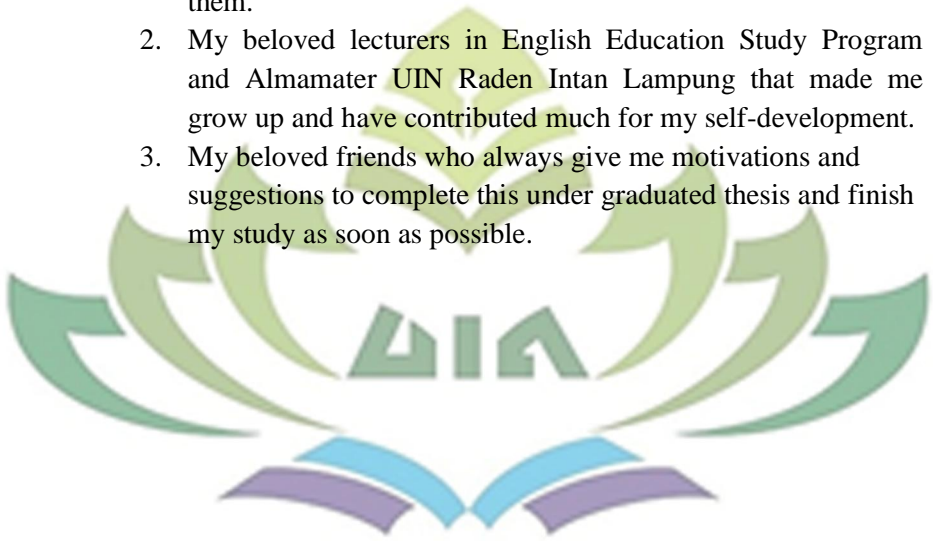 them.
2. My beloved lecturers in English Education Study Program
and Almamater UIN Raden Intan Lampung that made me
grow up and have contributed much for my self-development.
3. My beloved friends who always give me motivations and
suggestions to complete this under graduated thesis and finish
my study as soon as possible.
UIN